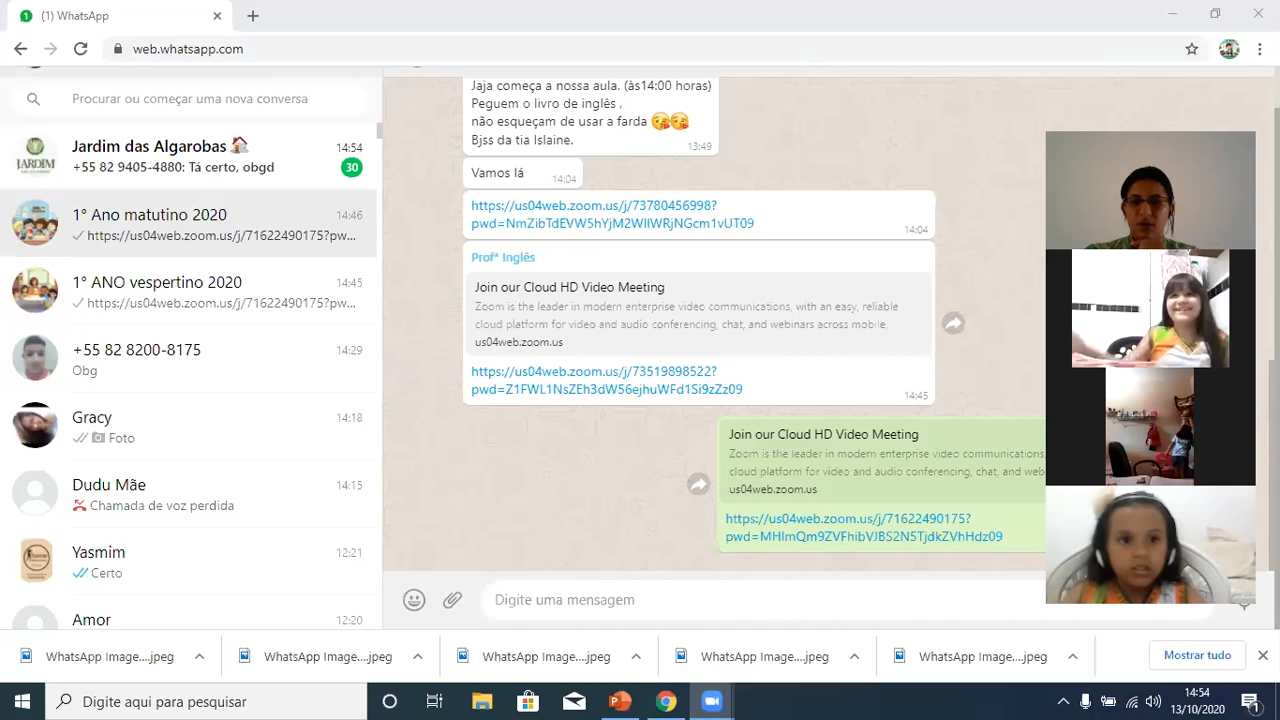 (1) WhatsApp
web.whatsapp.com
Procurar ou começar uma nova conversa
Jardim das Algarobas 14:54
+55 82 9405-4880: Tá certo, obgd 30
1° Ano matutino 2020 14:46
https://us04web.zoom.us/j/71622490175?pw...
1° ANO vespertino 2020 14:45
https://us04web.zoom.us/j/71622490175?pw...
+55 82 8200-8175 14:29
Obg
Gracy 14:18
Foto
Dudu Mãe 14:15
Chamada de voz perdida
Yasmim 12:21
Certo
Amor 12:20
JARDIM
Jaja começa a nossa aula. (às14:00 horas)
Peguem o livro de inglês ,
não esqueçam de usar a farda
Bjss da tia Islaine.
13:49
Vamos lá 14:04
https://us04web.zoom.us/j/73780456998?
pwd=NmZibTdEVW5hYjM2WllWRjNGcm1vUT09
14:04
Profª Inglês
Join our Cloud HD Video Meeting
Zoom is the leader in modern enterprise video communications, with an easy, reliable
cloud platform for video and audio conferencing, chat, and webinars across mobile,
us04web.zoom.us
https://us04web.zoom.us/j/73519898522?
pwd=Z1FWL1NsZEh3dW56ejhuWFd1Si9zZz09
14:45
Join our Cloud HD Video Meeting
Zoom is the leader in modern enterprise video communications,
cloud platform for video and audio conferencing, chat, and web
us04web.zoom.us
https://us04web.zoom.us/j/71622490175?
pwd=MHlmQm9ZVFhibVJBS2N5TjdkZVhHdz09
Digite uma mensagem
WhatsApp Image....jpeg
WhatsApp Image....jpeg
WhatsApp Image....jpeg
WhatsApp Image....jpeg
WhatsApp Image....jpeg
Mostrar tudo
Digite aqui para pesquisar
14:54
13/10/2020